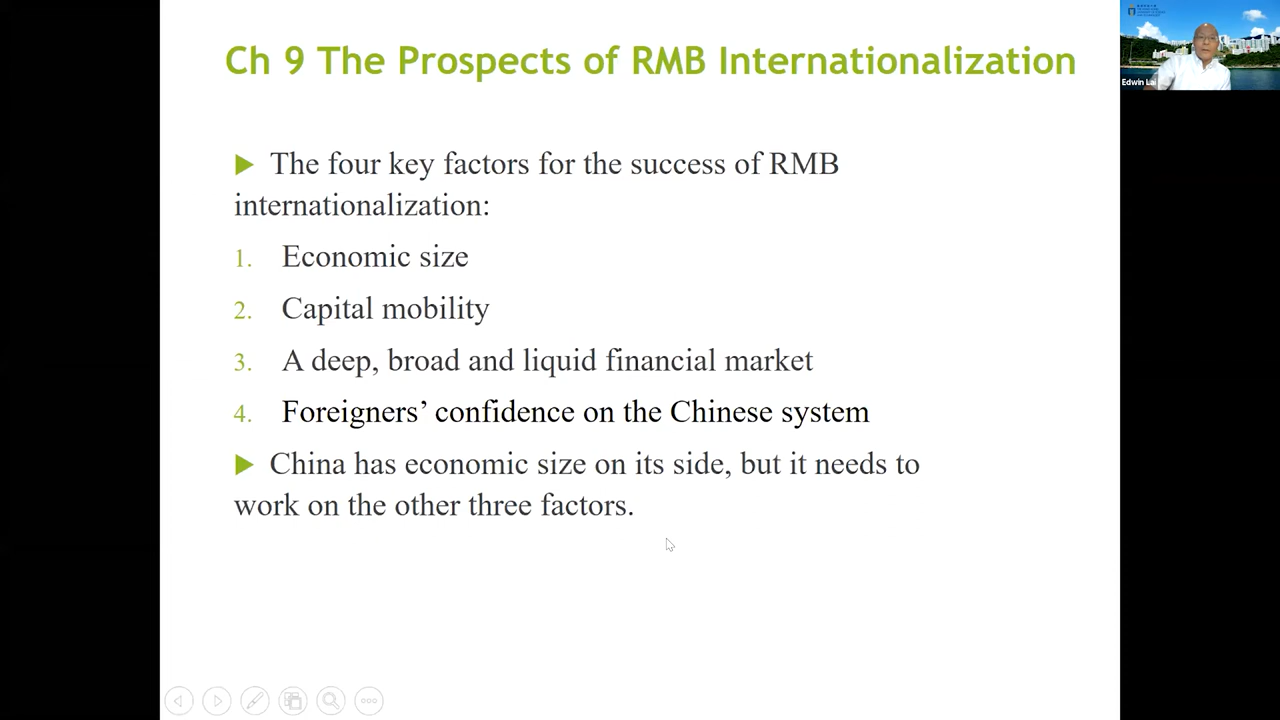 Ch 9 The Prospects of RMB Internationalization
Edwin Lai
▶ The four key factors for the success of RMB
internationalization:
1. Economic size
2. Capital mobility
3. A deep, broad and liquid financial market
4. Foreigners’ confidence on the Chinese system
▶ China has economic size on its side, but it needs to
work on the other three factors.